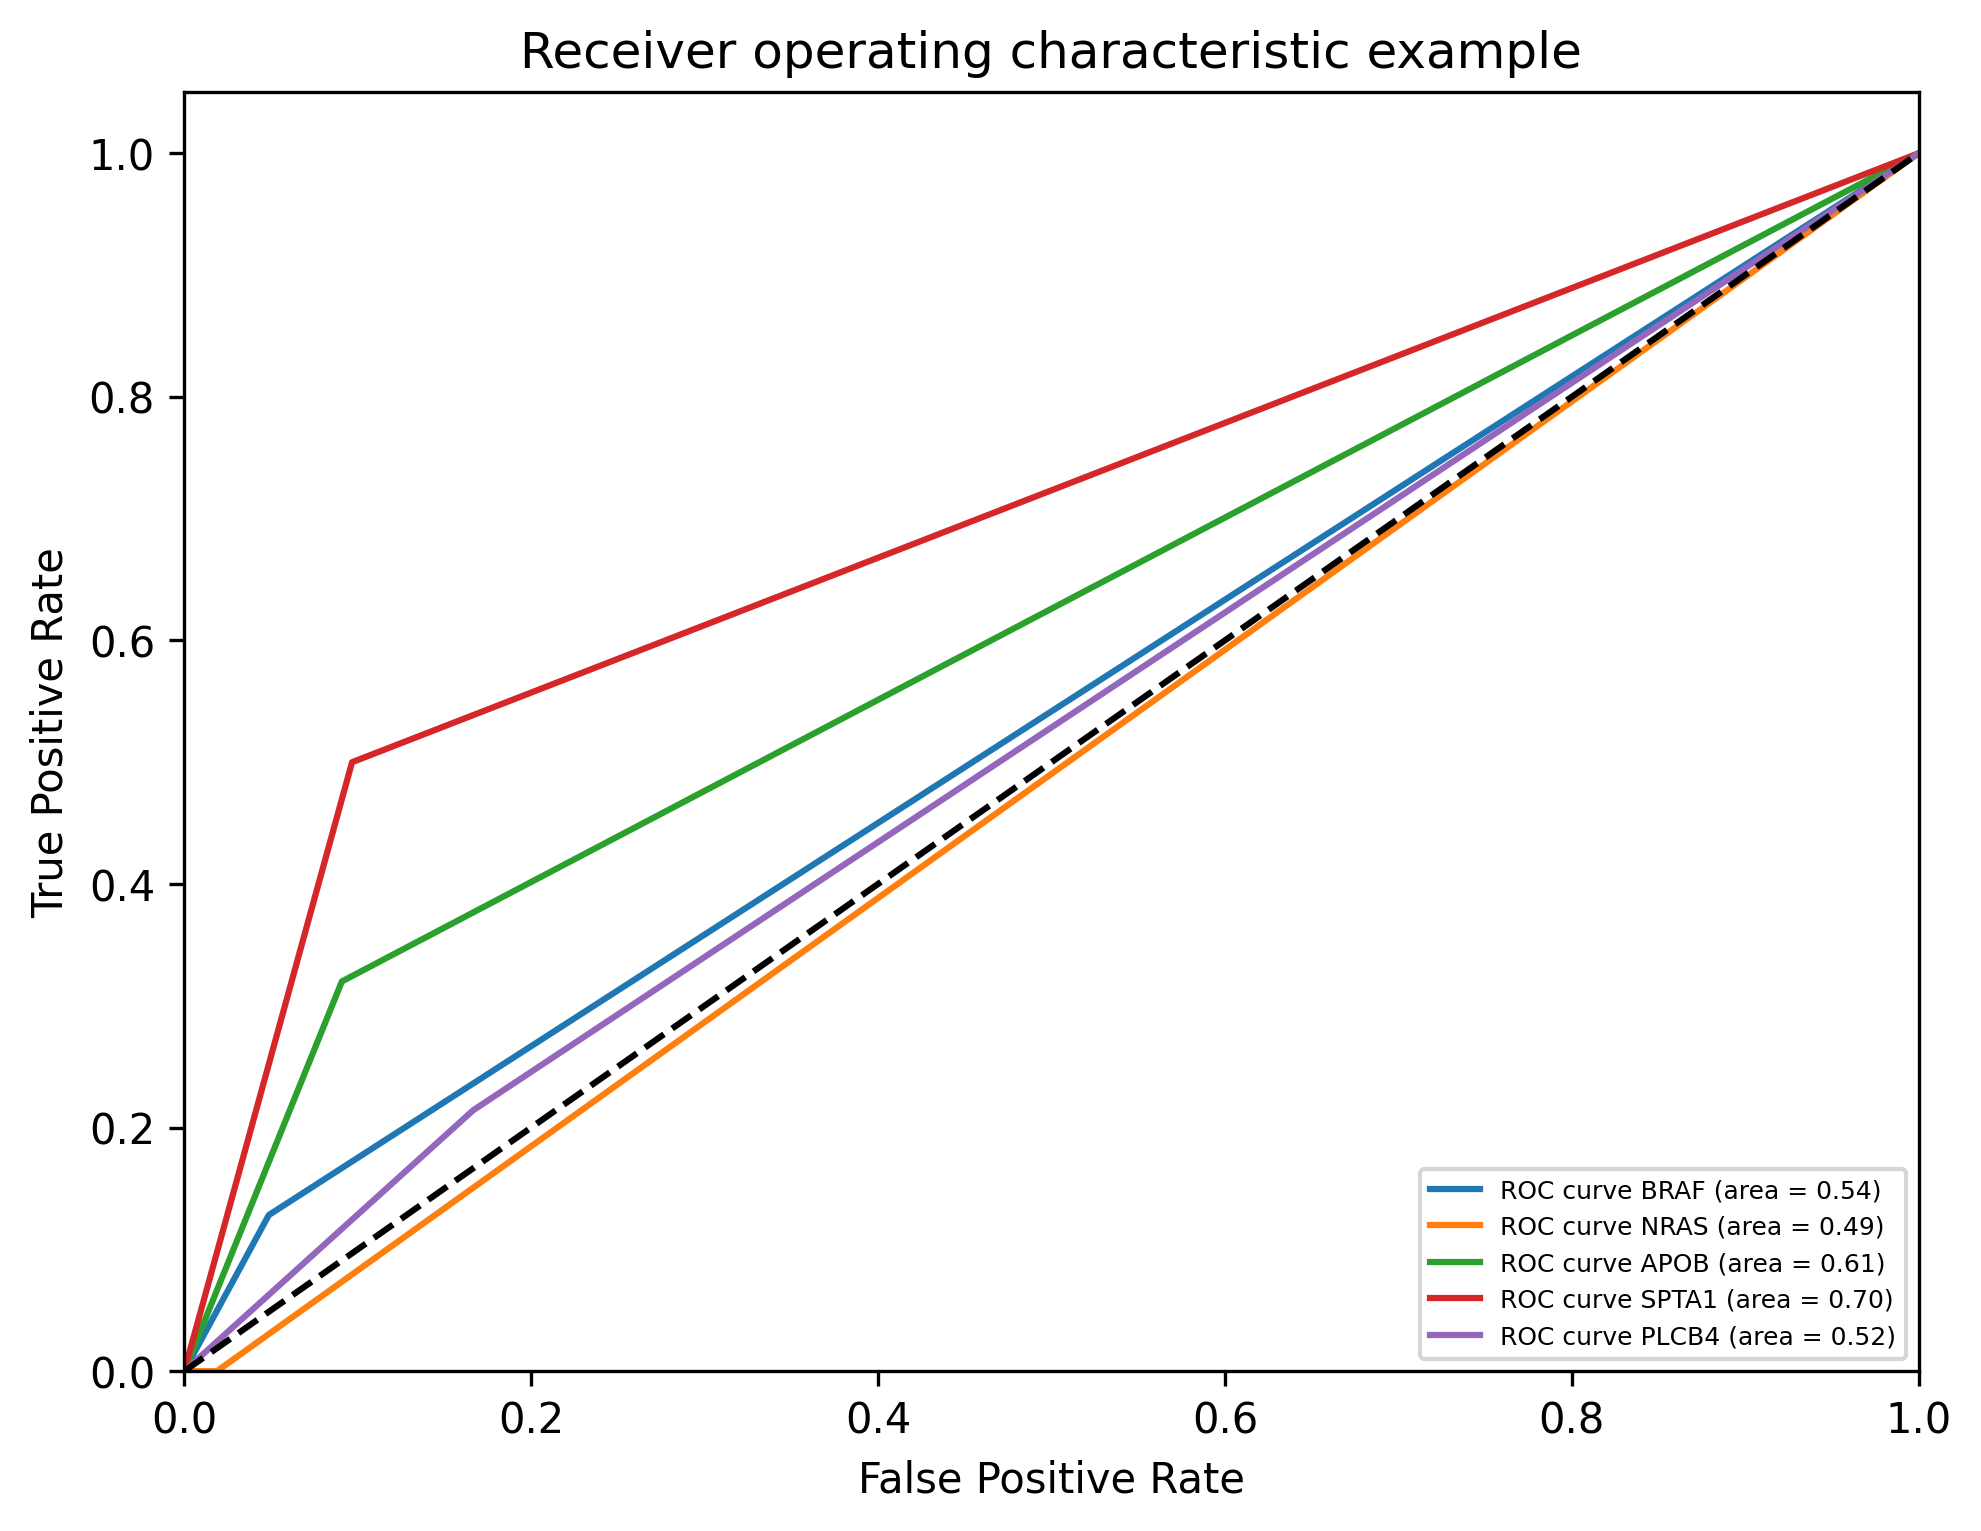 Receiver operating characteristic example
True Positive Rate
1.0
0.8
0.6
0.4
0.2
0.0
0.0 0.2 0.4 0.6 0.8 1.0
False Positive Rate
ROC curve BRAF (area = 0.54)
ROC curve NRAS (area = 0.49)
ROC curve APOB (area = 0.61)
ROC curve SPTA1 (area = 0.70)
ROC curve PLCB4 (area = 0.52)